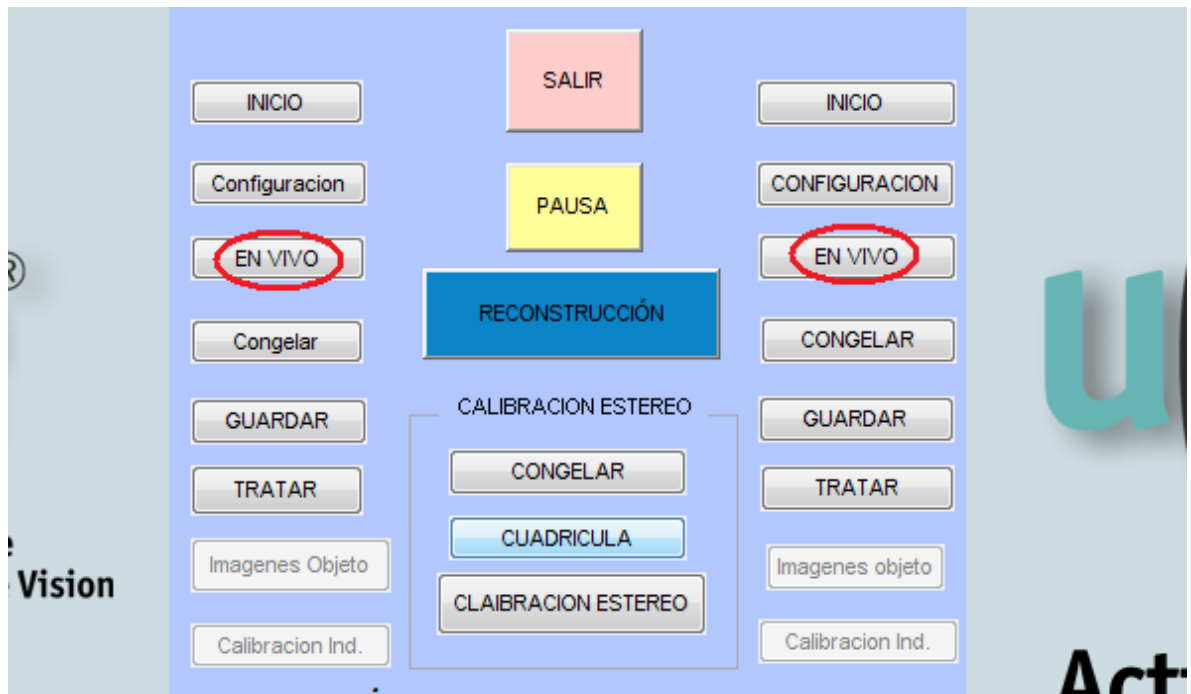 INICIO
Configuracion
EN VIVO
Congelar
GUARDAR
TRATAR
Imagenes Objeto
Calibracion Ind.
SALIR
PAUSA
RECONSTRUCCIÓN
CALIBRACION ESTEREO
CONGELAR
CUADRICULA
CLAIBRACION ESTEREO
INICIO
CONFIGURACION
EN VIVO
CONGELAR
GUARDAR
TRATAR
Imagenes objeto
Calibracion Ind.
®
Vision
u